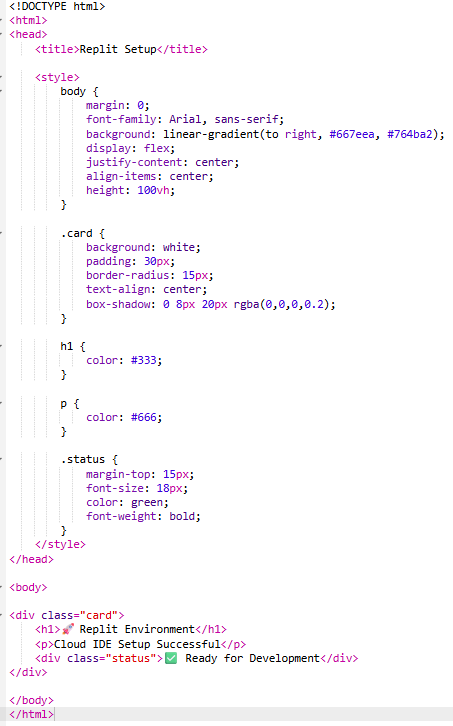 <!DOCTYPE html>
<html>
<head>
    <title>Replit Setup</title>

    <style>
        body {
            margin: 0;
            font-family: Arial, sans-serif;
            background: linear-gradient(to right, #667eea, #764ba2);
            display: flex;
            justify-content: center;
            align-items: center;
            height: 100vh;
        }

        .card {
            background: white;
            padding: 30px;
            border-radius: 15px;
            text-align: center;
            box-shadow: 0 8px 20px rgba(0,0,0,0.2);
        }

        h1 {
            color: #333;
        }

        p {
            color: #666;
        }

        .status {
            margin-top: 15px;
            font-size: 18px;
            color: green;
            font-weight: bold;
        }
    </style>
</head>

<body>

<div class="card">
    <h1>🚀 Replit Environment</h1>
    <p>Cloud IDE Setup Successful</p>
    <div class="status">✅ Ready for Development</div>
</div>

</body>
</html>